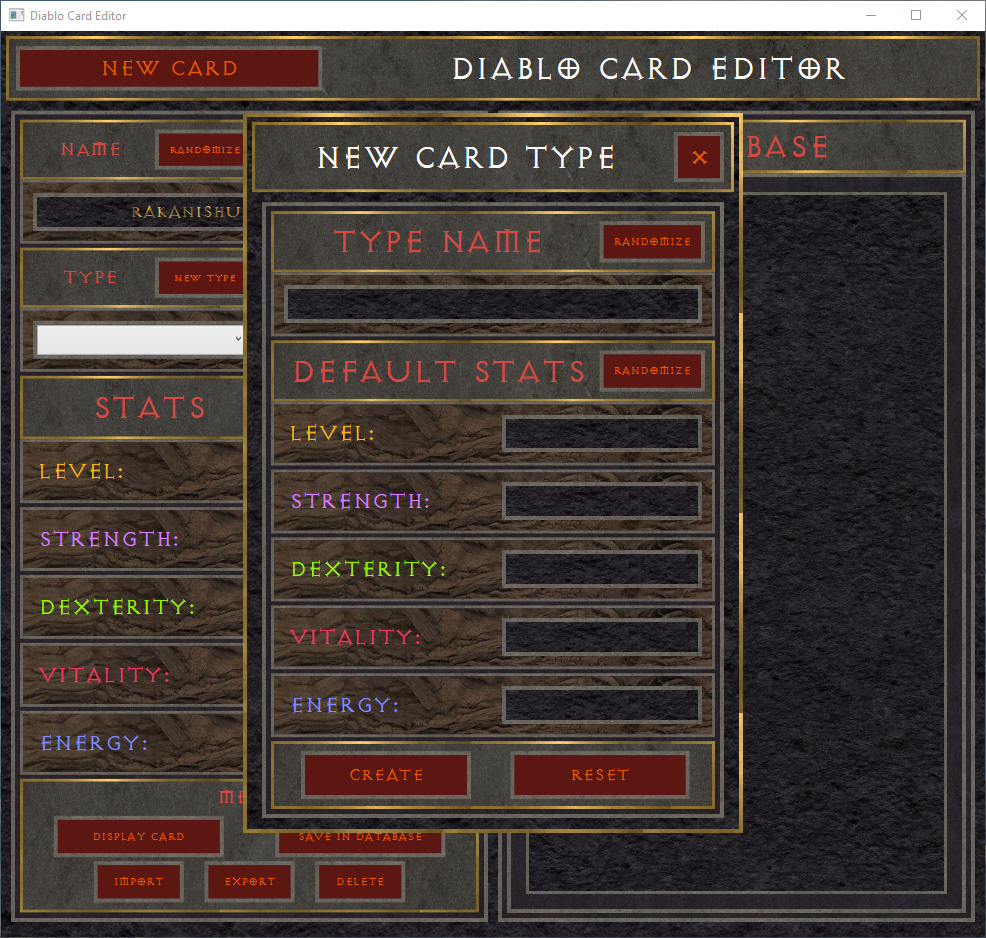 Diablo Card Editor
NEW CARD
DIABLO CARD EDITOR
NAME
RANDOMIZE
RAKANISHU
TYPE
NEW TYPE
STATS
LEVEL:
STRENGTH:
DEXTERITY:
VITALITY:
ENERGY:
ME
DISPLAY CARD
SAVE IN DATABASE
IMPORT
EXPORT
DELETE
NEW CARD TYPE
X
TYPE NAME
RANDOMIZE
DEFAULT STATS
RANDOMIZE
LEVEL:
STRENGTH:
DEXTERITY:
VITALITY:
ENERGY:
CREATE
RESET
BASE